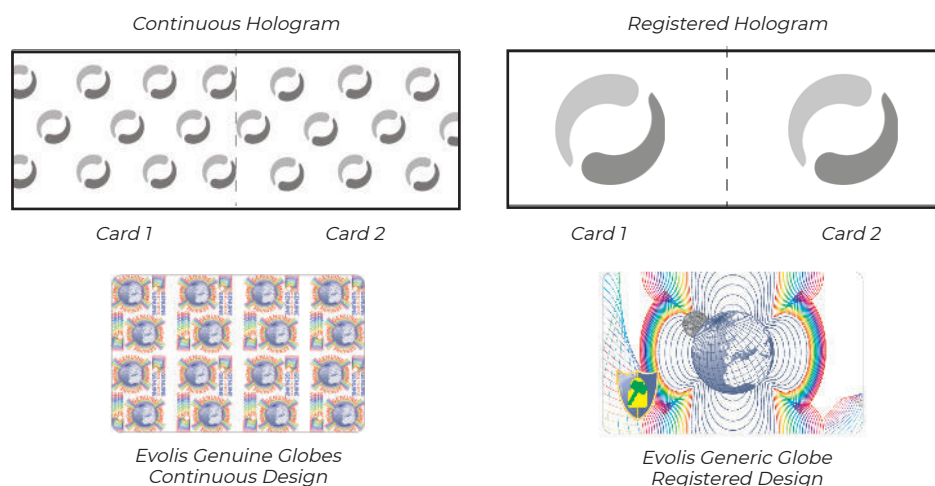 Continuous Hologram
Registered Hologram
Card 1
Card 2
Card 1
Card 2
GENUINE
Evolis Genuine Globes
Continuous Design
Evolis Generic Globe
Registered Design